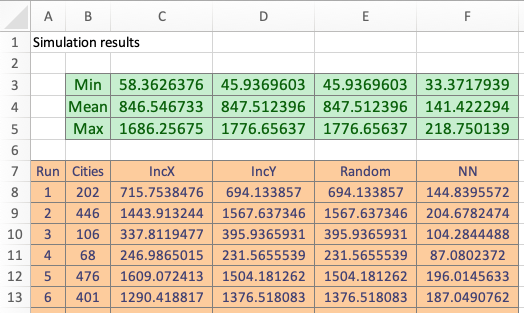 A B C D E F
1 Simulation results
2
3 Min 58.3626376 45.9369603 45.9369603 33.3717939
4 Mean 846.546733 847.512396 847.512396 141.422294
5 Max 1686.25675 1776.65637 1776.65637 218.750139
6
7 Run Cities IncX IncY Random NN
8 1 202 715.7538476 694.133857 694.133857 144.8395572
9 2 446 1443.913244 1567.637346 1567.637346 204.6782474
10 3 106 337.8119477 395.9365931 395.9365931 104.2844488
11 4 68 246.9865015 231.5655539 231.5655539 87.0802372
12 5 476 1609.072413 1504.181262 1504.181262 196.0145633
13 6 401 1290.418817 1376.518083 1376.518083 187.0490762